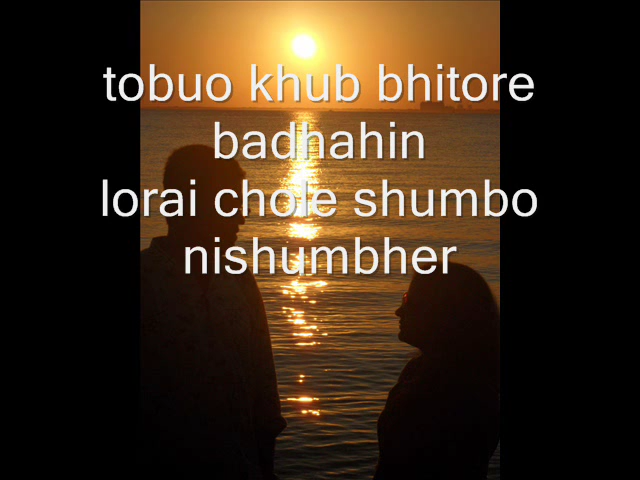 tobuo khub bhitore
badhahin
lorai chole shumbo
nishumbher